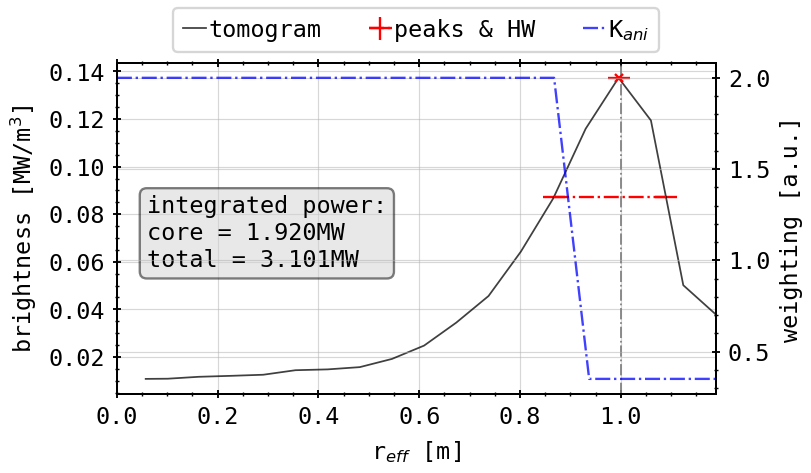 tomogram peaks & HW K_ani
brightness [MW/m³]
0.14
0.12
0.10
0.08
0.06
0.04
0.02
integrated power:
core = 1.920MW
total = 3.101MW
2.0
1.5
1.0
0.5
weighting [a.u.]
0.0 0.2 0.4 0.6 0.8 1.0
r_eff [m]